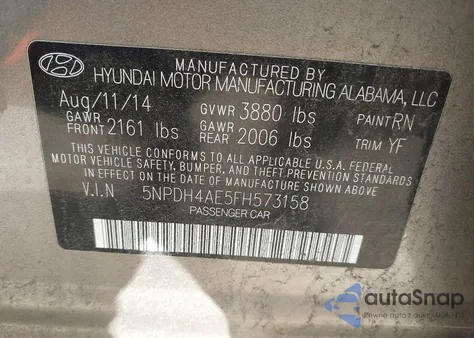 MANUFACTURED BY
HYUNDAI MOTOR MANUFACTURING ALABAMA, LLC
Aug/11/14 GVWR 3880 lbs PAINT RN
GAWR FRONT 2161 lbs GAWR REAR 2006 lbs TRIM YF
THIS VEHICLE CONFORMS TO ALL APPLICABLE U.S.A. FEDERAL
MOTOR VEHICLE SAFETY, BUMPER, AND THEFT PREVENTION STANDARDS
IN EFFECT ON THE DATE OF MANUFACTURE SHOWN ABOVE
V.I.N 5NPDH4AE5FH573158
PASSENGER CAR
autoSnap